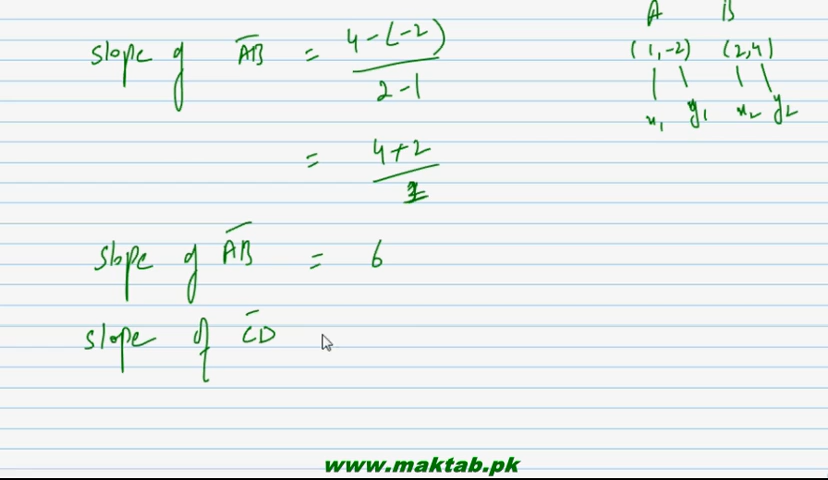 A B
slope of AB = 4-(-2) / 2-1
(1,-2) (2,4)
x₁ y₁ x₂ y₂
= 4+2 / 1
slope of AB = 6
slope of CD
www.maktab.pk